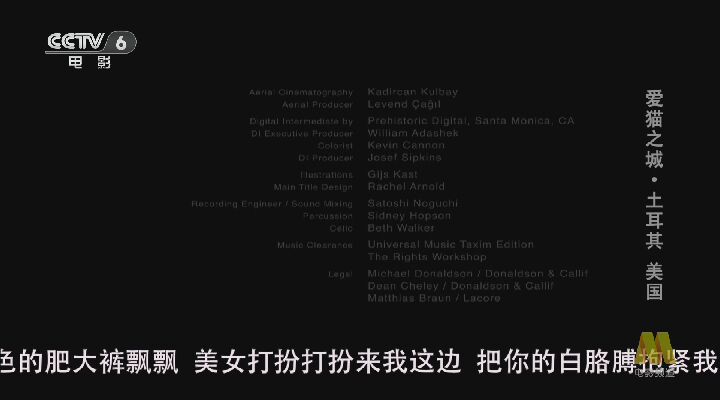 CCTV 6
电影
Aerial Cinematography Kadircan Kulbay
Aerial Producer Levend Çağıl
Digital Intermediate by Prehistoric Digital, Santa Monica, CA
DI Executive Producer William Adashek
Colorist Kevin Cannon
DI Producer Josef Sipkins
Illustrations Gijs Kast
Main Title Design Rachel Arnold
Recording Engineer / Sound Mixing Satoshi Noguchi
Percussion Sidney Hopson
Cello Beth Walker
Music Clearance Universal Music Taxim Edition
The Rights Workshop
Legal Michael Donaldson / Donaldson & Callif
Dean Cheley / Donaldson & Callif
Matthias Braun / Lacore
爱猫之城·土耳其 美国
色的肥大裤飘飘 美女打扮打扮来我这边 把你的白胳膊抱紧我
电影频道